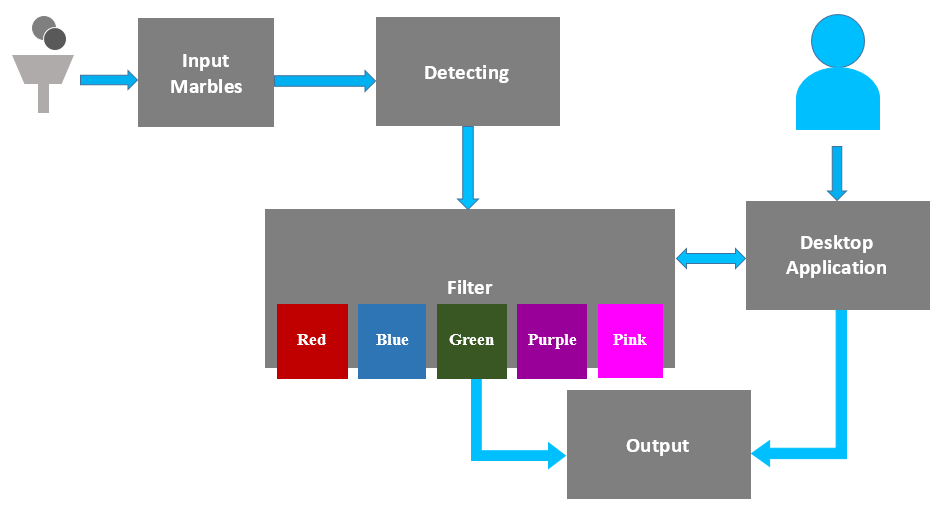 Input
Marbles
Detecting
Desktop
Application
Filter
Red
Blue
Green
Purple
Pink
Output